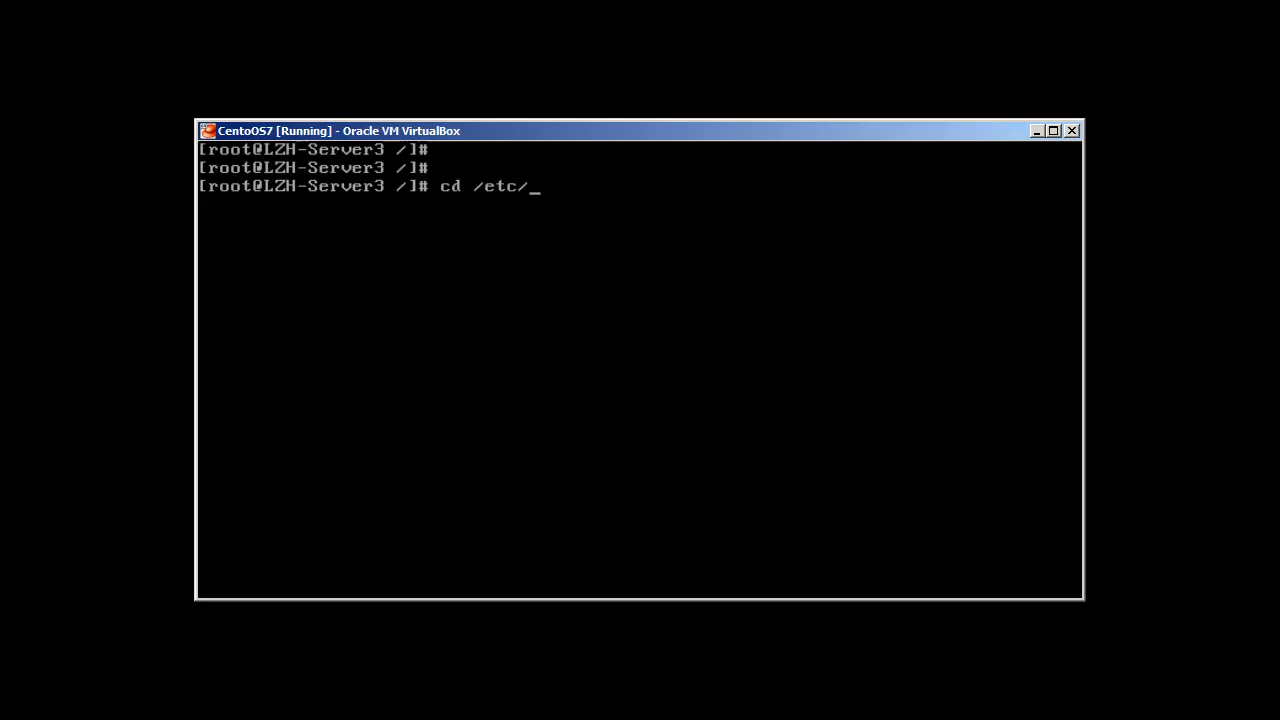 CentoOS7 [Running] - Oracle VM VirtualBox
[root@LZH-Server3 /]#
[root@LZH-Server3 /]#
[root@LZH-Server3 /]# cd /etc/_